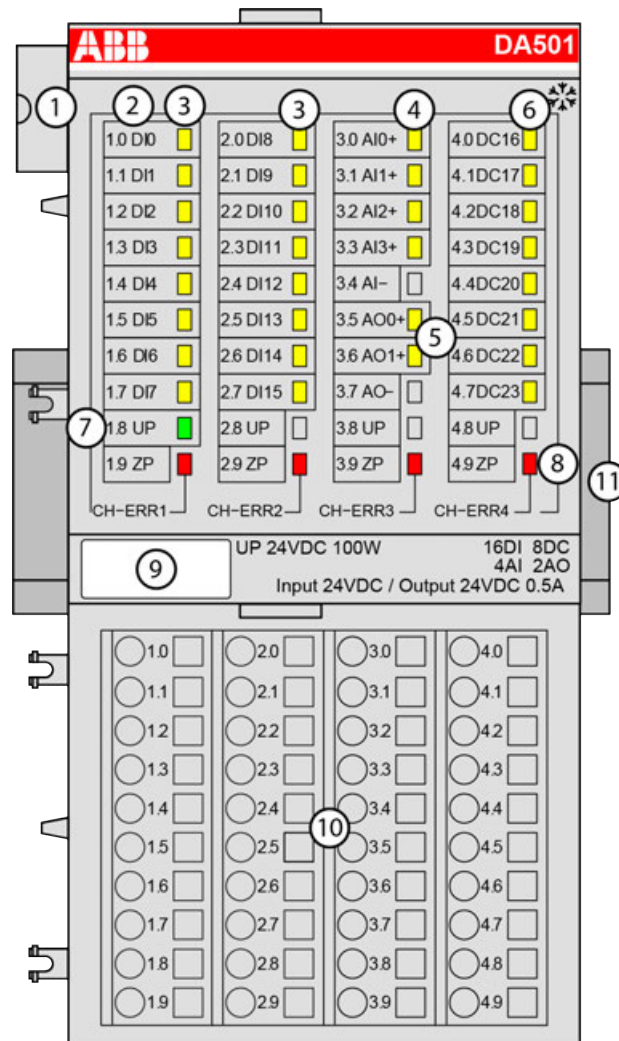 ABB DA501
1 2 3 3 4 6
1.0 DI0 2.0 DI8 3.0 AI0+ 4.0 DC16
1.1 DI1 2.1 DI9 3.1 AI1+ 4.1 DC17
1.2 DI2 2.2 DI10 3.2 AI2+ 4.2 DC18
1.3 DI3 2.3 DI11 3.3 AI3+ 4.3 DC19
1.4 DI4 2.4 DI12 3.4 AI− 4.4 DC20
1.5 DI5 2.5 DI13 3.5 AO0+ 5 4.5 DC21
1.6 DI6 2.6 DI14 3.6 AO1+ 4.6 DC22
1.7 DI7 2.7 DI15 3.7 AO− 4.7 DC23
7 1.8 UP 2.8 UP 3.8 UP 4.8 UP
1.9 ZP 2.9 ZP 3.9 ZP 4.9 ZP 8
11
CH−ERR1 CH−ERR2 CH−ERR3 CH−ERR4
9 UP 24VDC 100W 16DI 8DC
4AI 2AO
Input 24VDC / Output 24VDC 0.5A
1.0 2.0 3.0 4.0
1.1 2.1 3.1 4.1
1.2 2.2 3.2 4.2
1.3 2.3 3.3 4.3
1.4 2.4 3.4 4.4
10
1.5 2.5 3.5 4.5
1.6 2.6 3.6 4.6
1.7 2.7 3.7 4.7
1.8 2.8 3.8 4.8
1.9 2.9 3.9 4.9